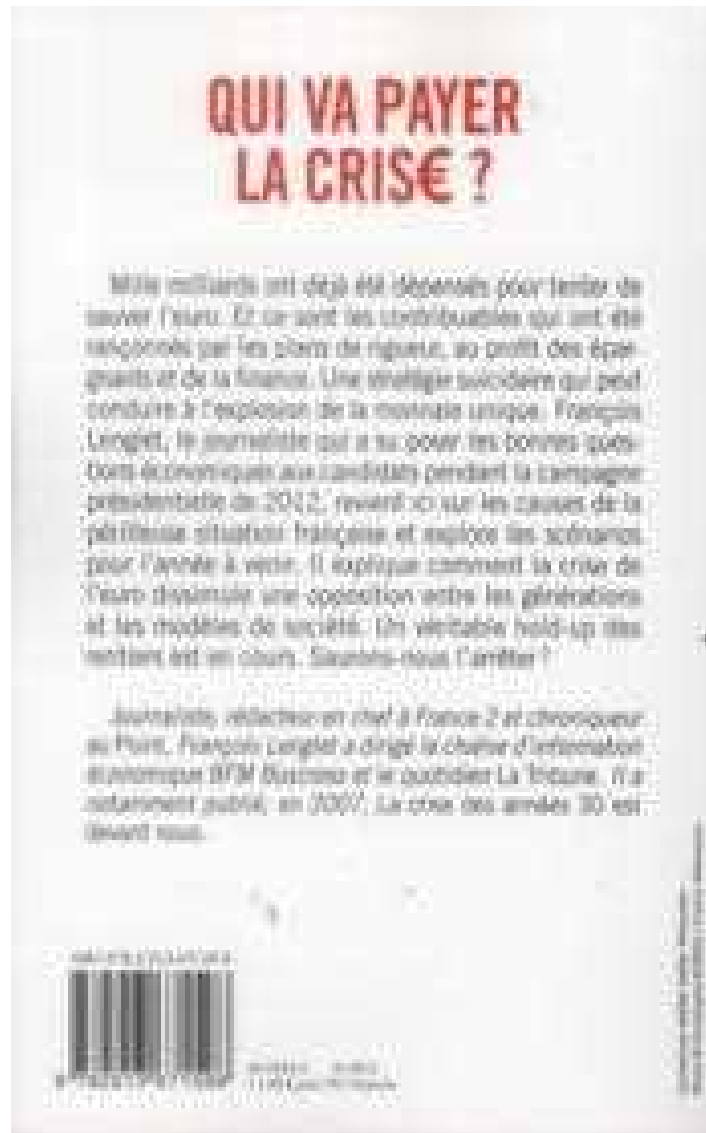 QUI VA PAYER
LA CRIS€ ?
Mille milliards ont déjà été dépensés pour tenter de
sauver l'euro. Et ce sont les contribuables qui ont été
rançonnés par les plans de rigueur, au profit des épar-
gnants et de la finance. Une stratégie suicidaire qui peut
conduire à l'explosion de la monnaie unique. François
Lenglet, le journaliste qui a su poser les bonnes ques-
tions économiques aux candidats pendant la campagne
présidentielle de 2012, revient ici sur les causes de la
périlleuse situation française et explore les scénarios
pour l'année à venir. Il explique comment la crise de
l'euro dissimule une opposition entre les générations
et les modèles de société. Un véritable hold-up des
rentiers est en cours. Saurons-nous l'arrêter ?
Journaliste, rédacteur en chef à France 2 et chroniqueur
au Point, François Lenglet a dirigé la chaîne d'information
économique BFM Business et le quotidien La Tribune. Il a
notamment publié, en 2007, La crise des années 30 est
devant nous.